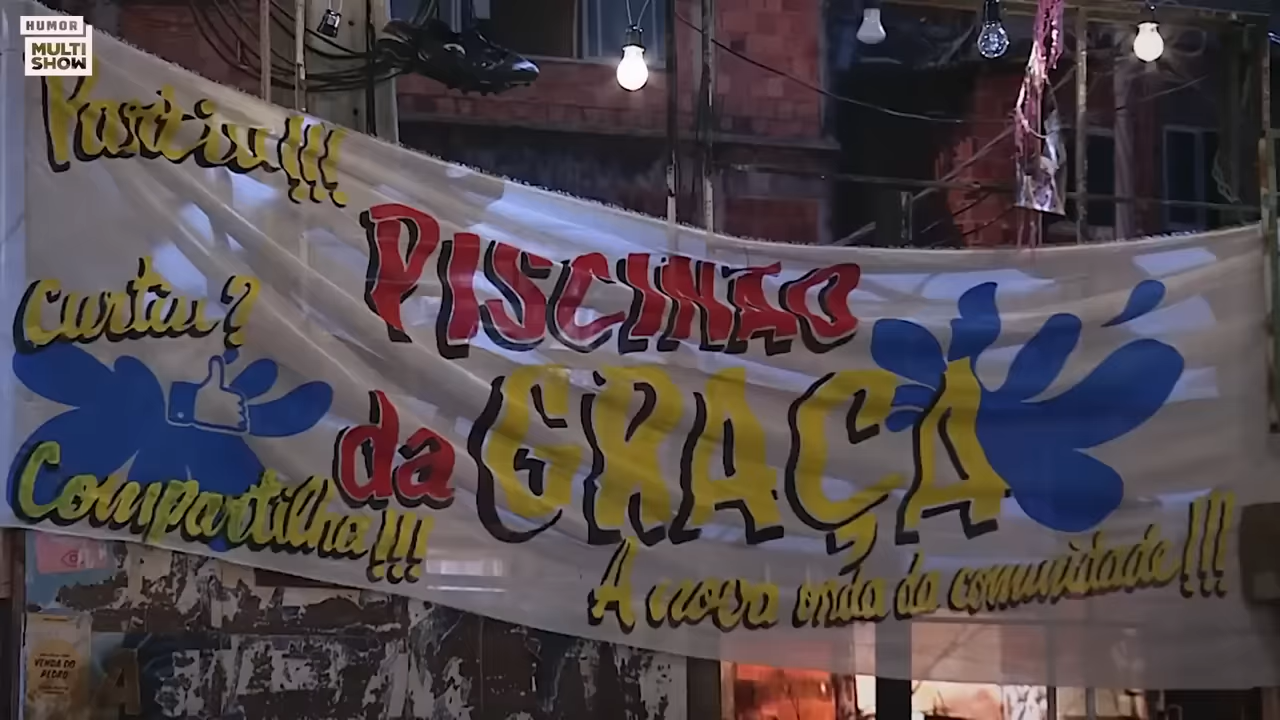 HUMOR
MULTI
SHOW
Partiu!!!
PISCINÃO
Curtiu?
da GRAÇA
Compartilha!!!
A nova onda da comunidade!!!
VENDA DO
PEDRO